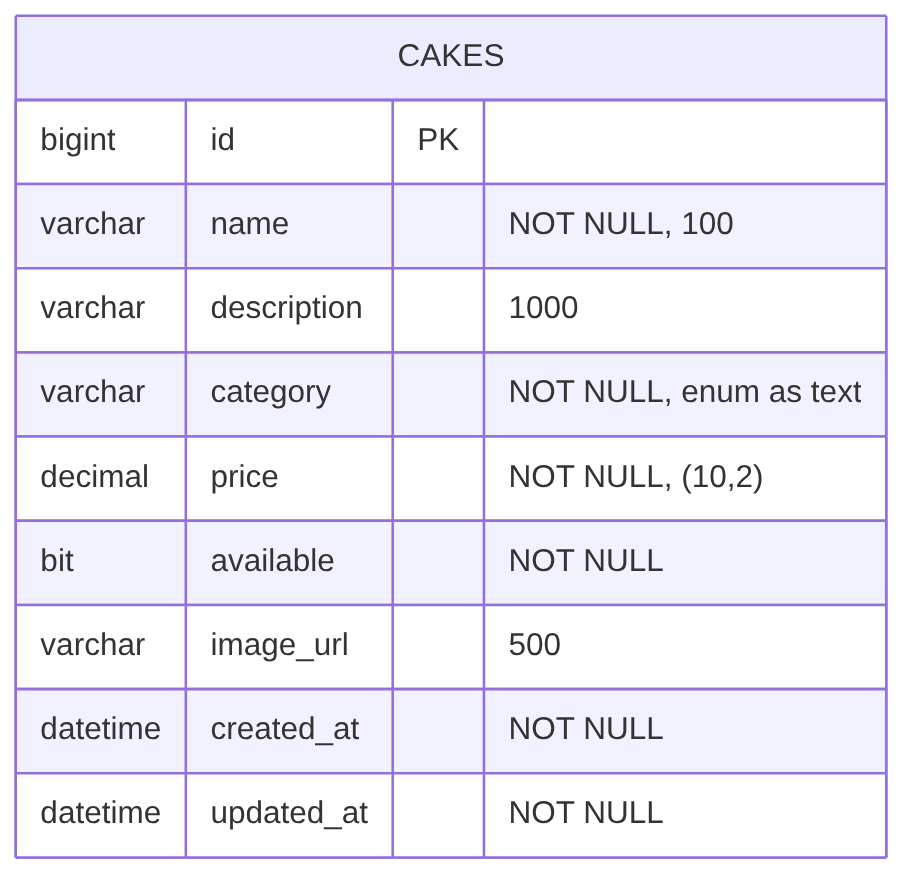 CAKES
bigint id PK
varchar name NOT NULL, 100
varchar description 1000
varchar category NOT NULL, enum as text
decimal price NOT NULL, (10,2)
bit available NOT NULL
varchar image_url 500
datetime created_at NOT NULL
datetime updated_at NOT NULL